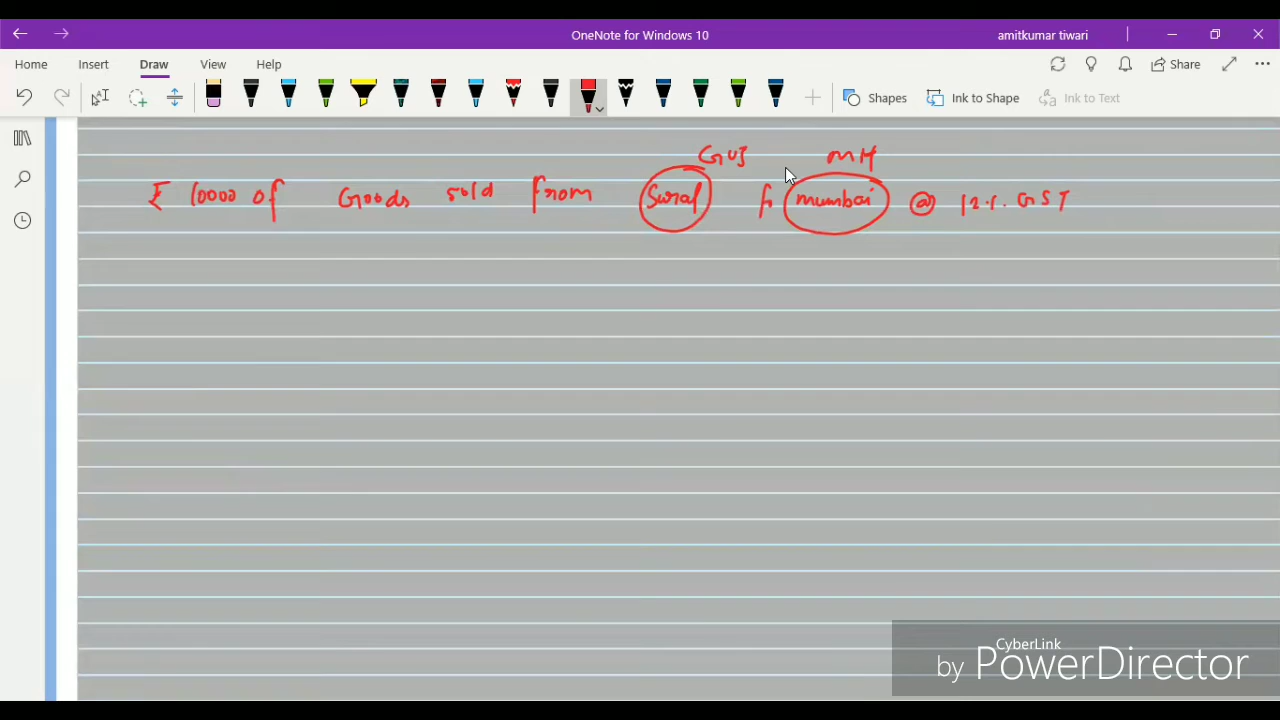 OneNote for Windows 10
amitkumar tiwari
Home Insert Draw View Help
Share
Shapes Ink to Shape Ink to Text
GUJ MH
₹ 10000 of Goods sold from Surat to mumbai @ 12%. GST
CyberLink
by PowerDirector